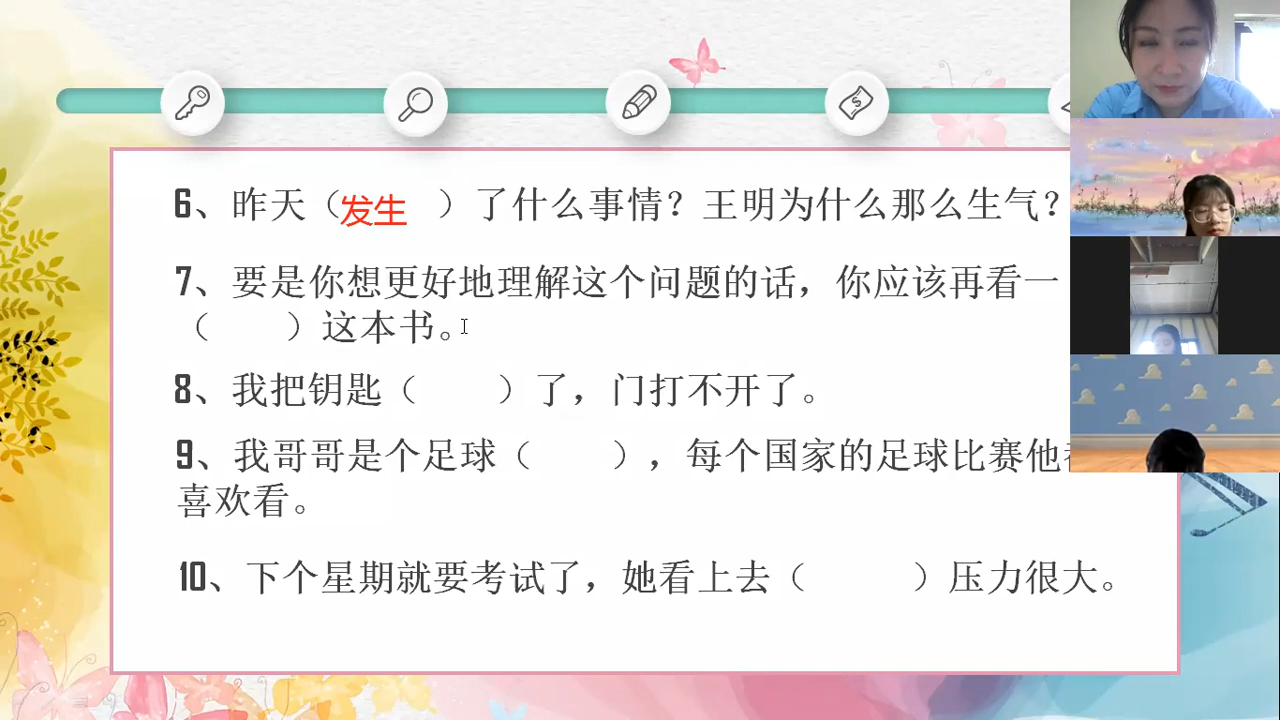 6、昨天（发生 ）了什么事情？王明为什么那么生气？
7、要是你想更好地理解这个问题的话，你应该再看一
（ ）这本书。
8、我把钥匙（ ）了，门打不开了。
9、我哥哥是个足球（ ），每个国家的足球比赛他
喜欢看。
10、下个星期就要考试了，她看上去（ ）压力很大。